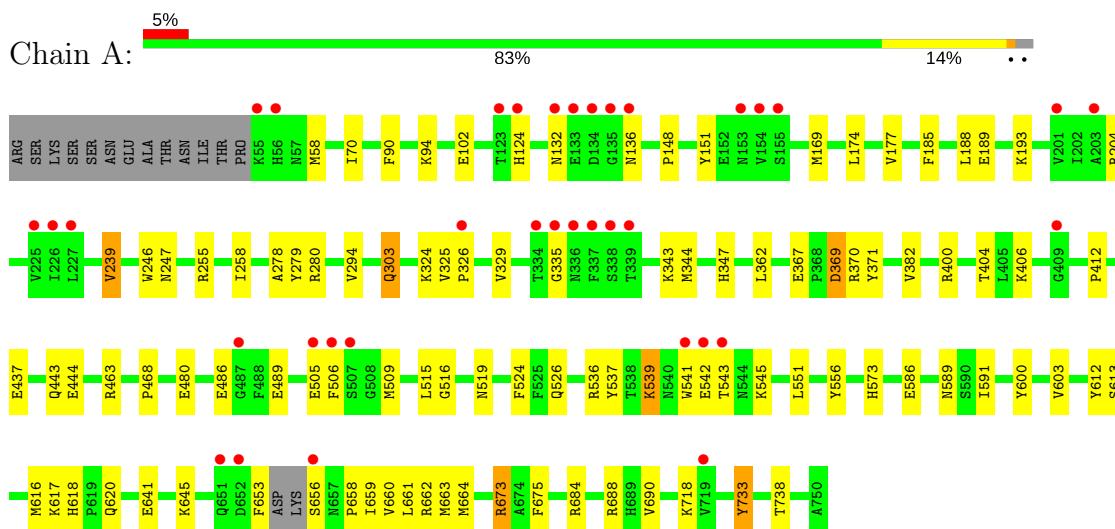 5%
Chain A:
83% 14% • •
ARG SER LYS SER SER ASN GLU ALA THR ASN ILE THR PRO K55 H56 N57 M58 I70 F90 K94 E102 T123 H124 N132 E133 D134 G135 N136 P148 Y151 E152 N153 V154 S155 M169 L174 V177 F185 L188 E189 K193 V201 I202 A203
V225 I226 L227 V239 W246 N247 R255 I258 A278 Y279 R280 V294 Q303 K324 V325 P326 V329 T334 G335 N336 F337 S338 T339 K343 M344 H347 L362 E367 P368 D369 R370 Y371 V382 R400 T404 L405 K406 G409 P412
E437 Q443 E444 R463 P468 E480 E486 G487 F488 E489 E505 F506 S507 G508 M509 L515 G516 N519 F524 F525 Q526 R536 Y537 T538 K539 N540 W541 E542 T543 N544 K545 L551 Y556 H573 E586 N589 S590 I591 Y600 V603 Y612 S613
M616 K617 H618 P619 Q620 E641 K645 Q651 D652 F653 ASP LYS S656 N657 P658 I659 V660 L661 R662 M663 M664 R673 A674 F675 R684 R688 H689 V690 K718 V719 Y733 T738 A750